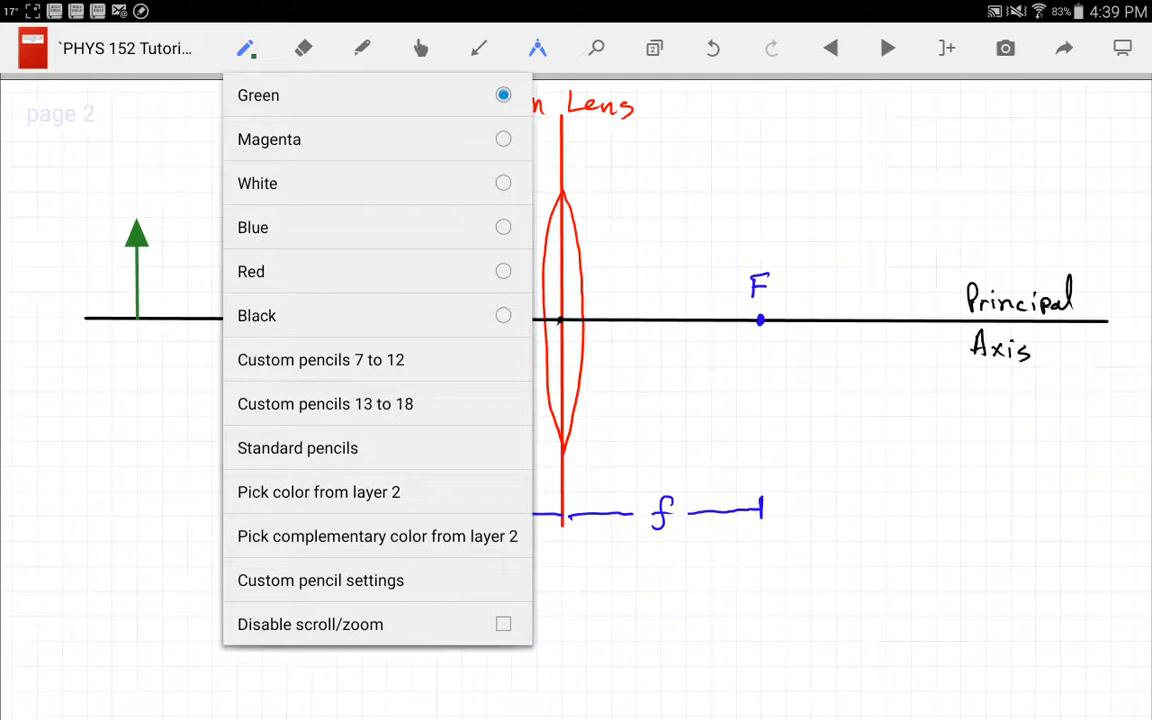 17°
83%
4:39 PM
`PHYS 152 Tutori...
2
page 2
Green
Magenta
White
Blue
Red
Black
Custom pencils 7 to 12
Custom pencils 13 to 18
Standard pencils
Pick color from layer 2
Pick complementary color from layer 2
Custom pencil settings
Disable scroll/zoom
n Lens
F
Principal
Axis
f